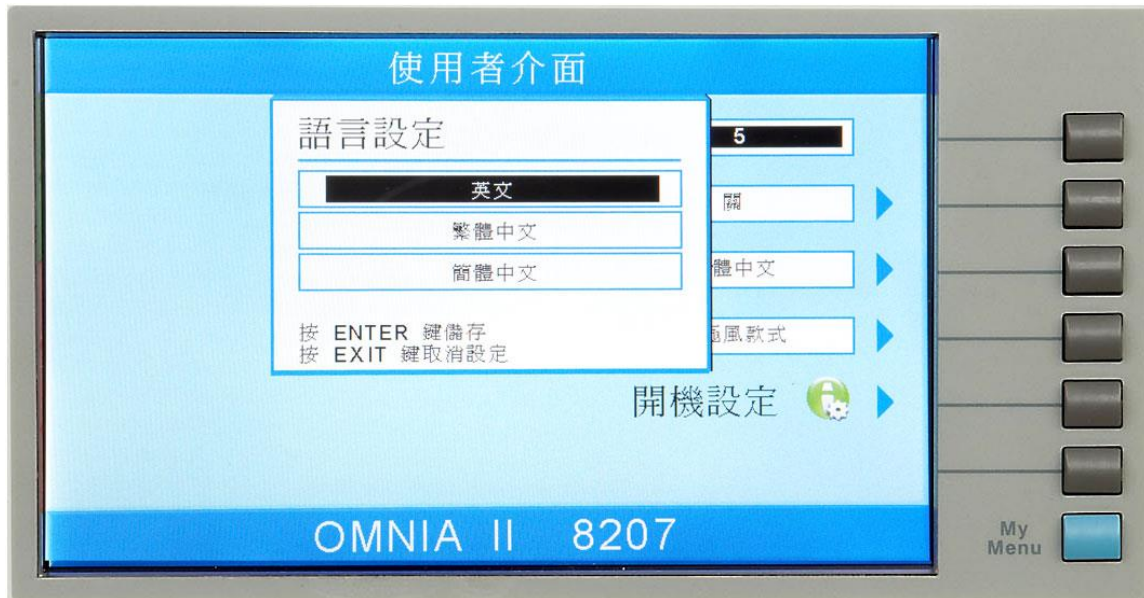 使用者介面
語言設定
5
英文
關
繁體中文
簡體中文
體中文
按 ENTER 鍵儲存
按 EXIT 鍵取消設定
風款式
開機設定
OMNIA II 8207
My
Menu